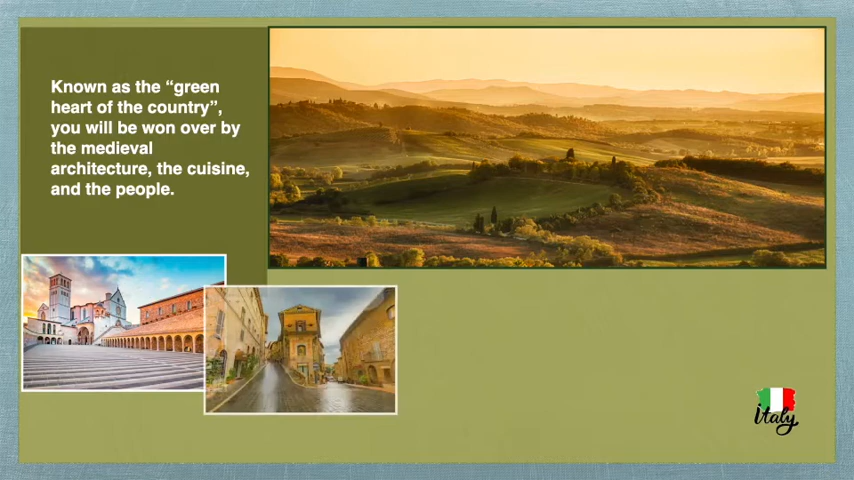 Known as the “green
heart of the country”,
you will be won over by
the medieval
architecture, the cuisine,
and the people.
italy